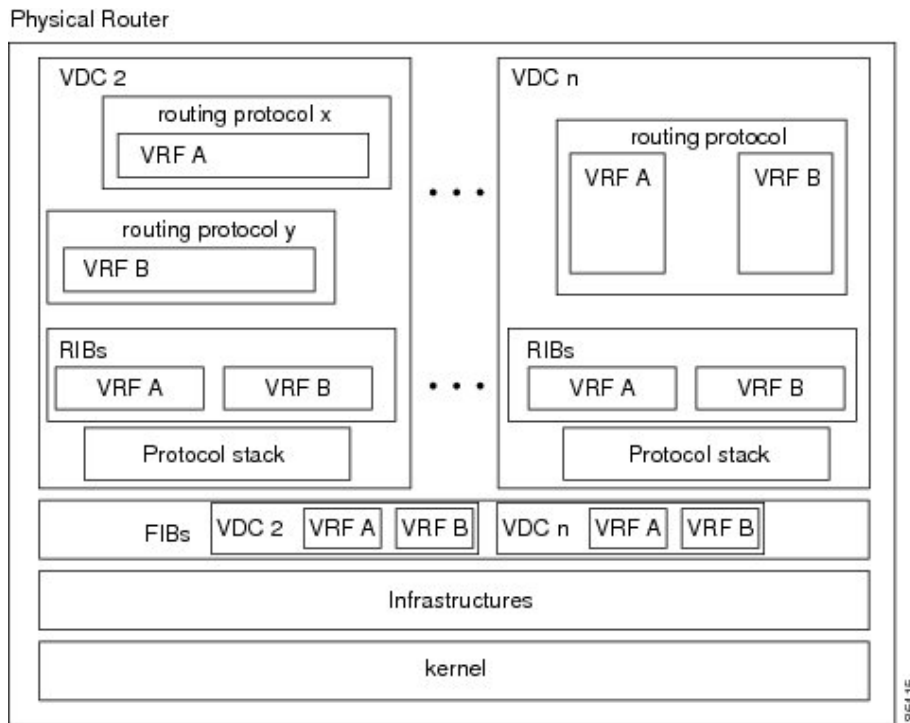 Physical Router
VDC 2
routing protocol x
VRF A
routing protocol y
VRF B
RIBs
VRF A
VRF B
Protocol stack
VDC n
routing protocol
VRF A
VRF B
RIBs
VRF A
VRF B
Protocol stack
FIBs
VDC 2
VRF A
VRF B
VDC n
VRF A
VRF B
Infrastructures
kernel